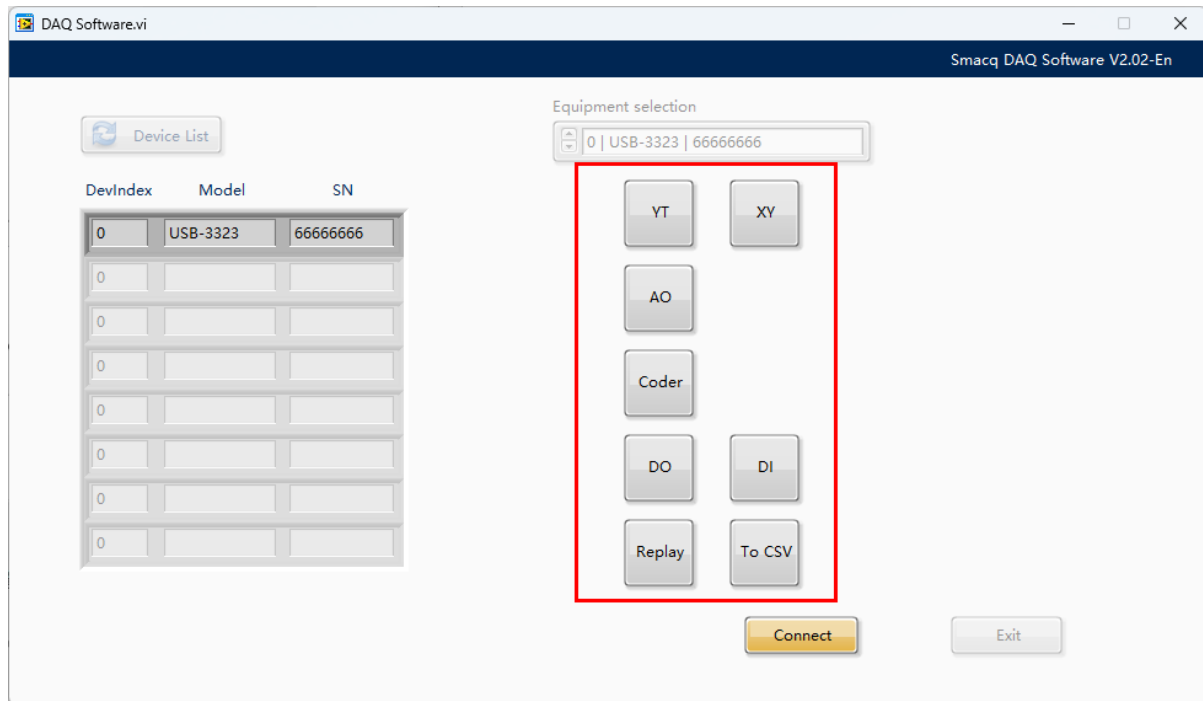 DAQ Software.vi
Smacq DAQ Software V2.02-En
Device List
Equipment selection
0 | USB-3323 | 66666666
DevIndex Model SN
0 USB-3323 66666666
0
0
0
0
0
0
0
YT XY
AO
Coder
DO DI
Replay To CSV
Connect Exit